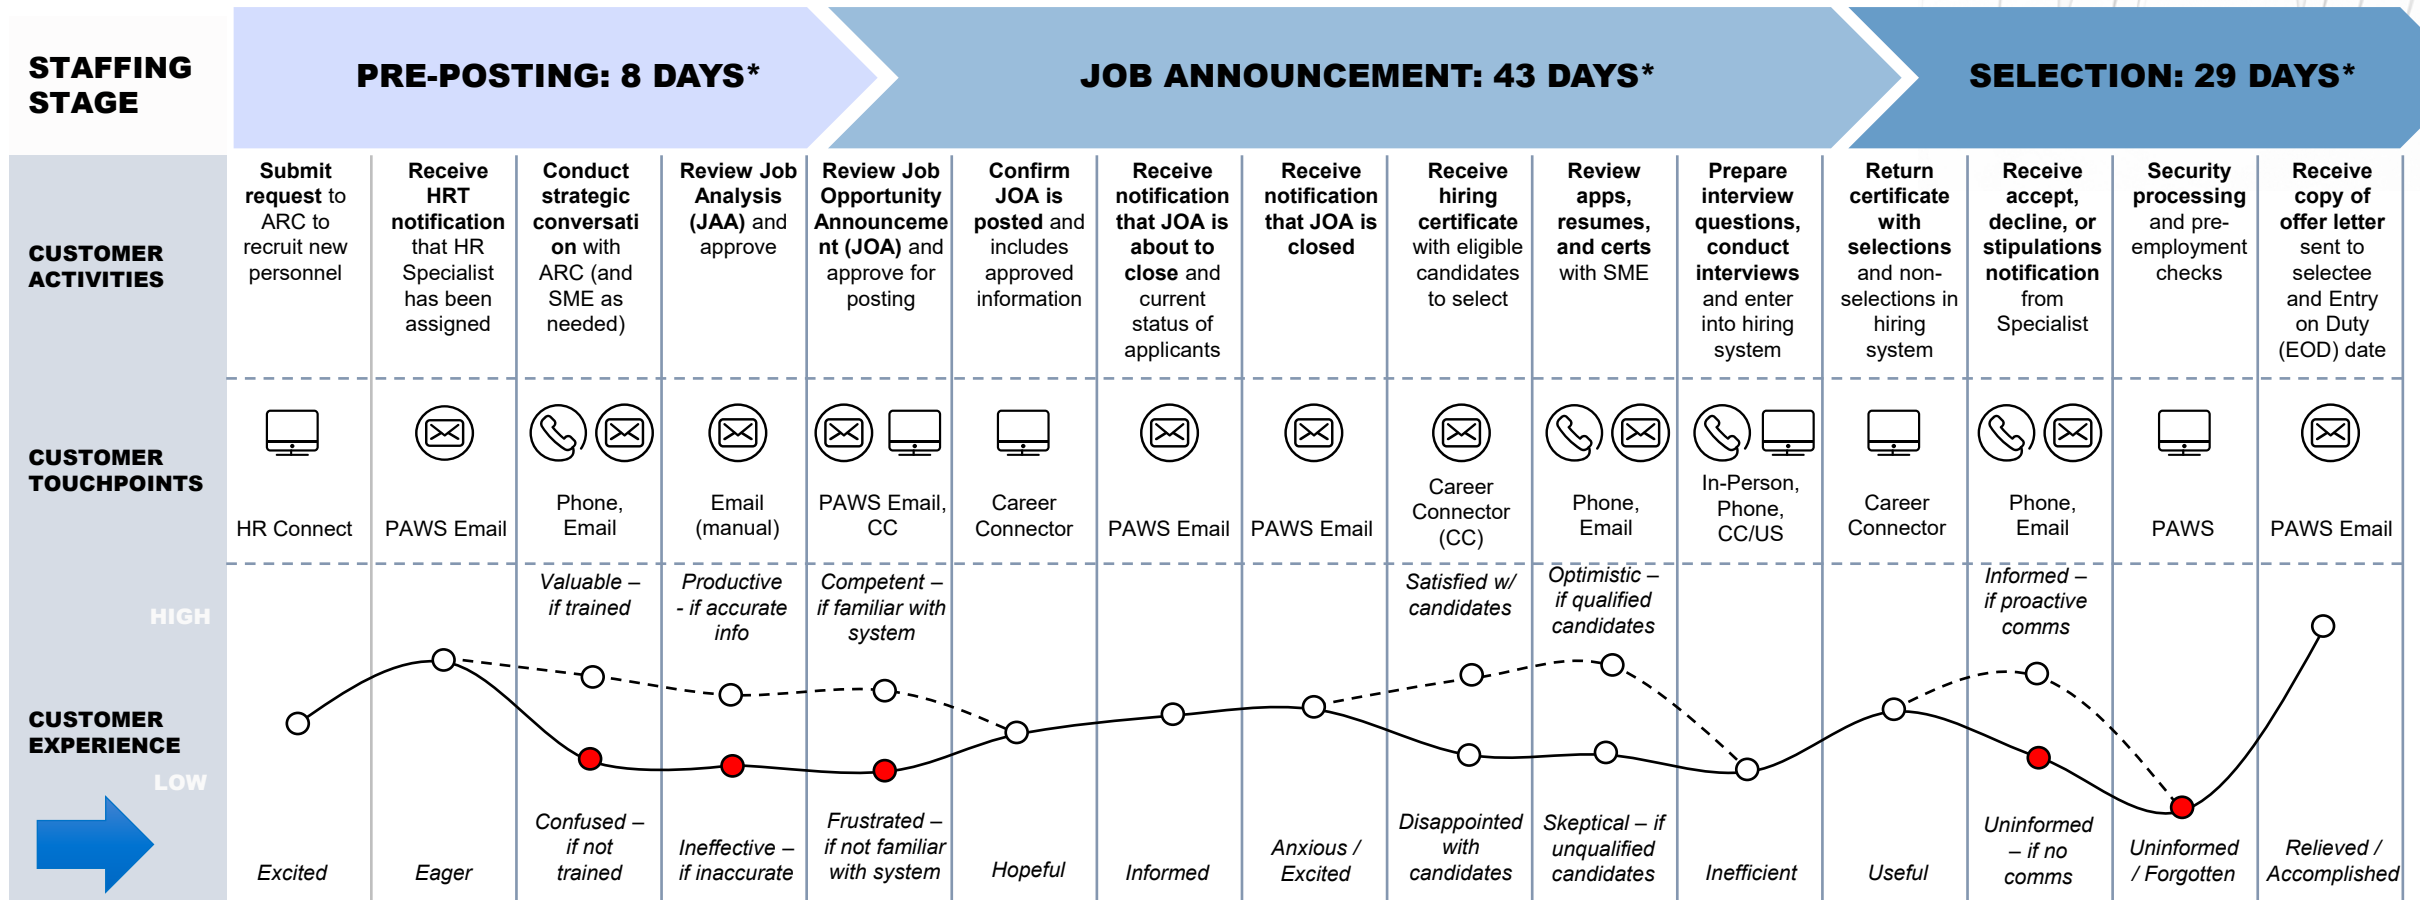 STAFFING
STAGE
PRE-POSTING: 8 DAYS*
JOB ANNOUNCEMENT: 43 DAYS*
SELECTION: 29 DAYS*
CUSTOMER
ACTIVITIES
Submit
request to
ARC to
recruit new
personnel
Receive
HRT
notification
that HR
Specialist
has been
assigned
Conduct
strategic
conversati
on with
ARC (and
SME as
needed)
Review Job
Analysis
(JAA) and
approve
Review Job
Opportunity
Announceme
nt (JOA) and
approve for
posting
Confirm
JOA is
posted and
includes
approved
information
Receive
notification
that JOA is
about to
close and
current
status of
applicants
Receive
notification
that JOA is
closed
Receive
hiring
certificate
with eligible
candidates
to select
Review
apps,
resumes,
and certs
with SME
Prepare
interview
questions,
conduct
interviews
and enter
into hiring
system
Return
certificate
with
selections
and non-
selections in
hiring
system
Receive
accept,
decline, or
stipulations
notification
from
Specialist
Security
processing
and pre-
employment
checks
Receive
copy of
offer letter
sent to
selectee
and Entry
on Duty
(EOD) date
CUSTOMER
TOUCHPOINTS
HR Connect
PAWS Email
Phone,
Email
Email
(manual)
PAWS Email,
CC
Career
Connector
PAWS Email
PAWS Email
Career
Connector
(CC)
Phone,
Email
In-Person,
Phone,
CC/US
Career
Connector
Phone,
Email
PAWS
PAWS Email
HIGH
CUSTOMER
EXPERIENCE
LOW
Valuable –
if trained
Productive
- if accurate
info
Competent –
if familiar with
system
Satisfied w/
candidates
Optimistic –
if qualified
candidates
Informed –
if proactive
comms
Excited
Eager
Confused –
if not
trained
Ineffective –
if inaccurate
Frustrated –
if not familiar
with system
Hopeful
Informed
Anxious /
Excited
Disappointed
with
candidates
Skeptical – if
unqualified
candidates
Inefficient
Useful
Uninformed
– if no
comms
Uninformed
/ Forgotten
Relieved /
Accomplished